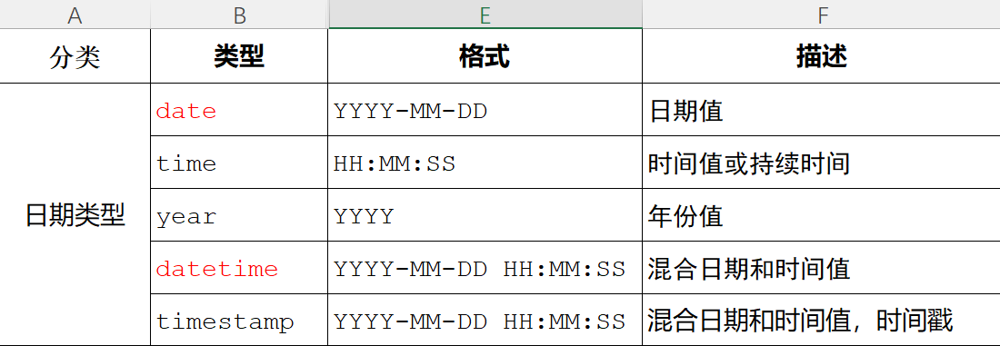 A B E F
分类 类型 格式 描述
date YYYY-MM-DD 日期值
time HH:MM:SS 时间值或持续时间
日期类型 year YYYY 年份值
datetime YYYY-MM-DD HH:MM:SS 混合日期和时间值
timestamp YYYY-MM-DD HH:MM:SS 混合日期和时间值，时间戳